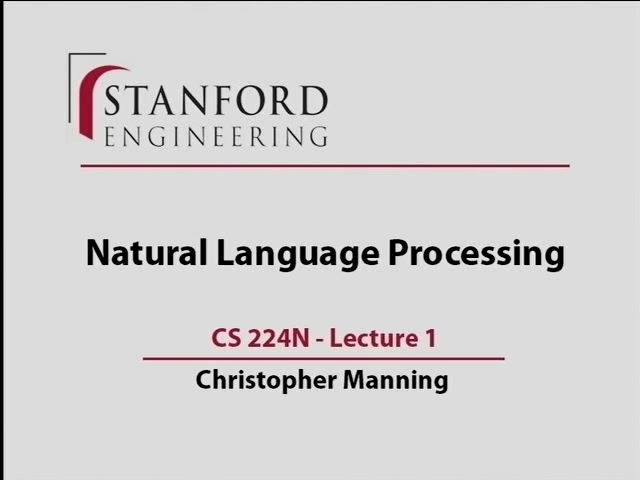 STANFORD
ENGINEERING
Natural Language Processing
CS 224N - Lecture 1
Christopher Manning